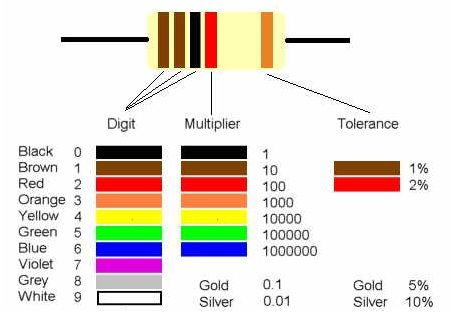 Digit Multiplier Tolerance
Black 0 1
Brown 1 10 1%
Red 2 100 2%
Orange 3 1000
Yellow 4 10000
Green 5 100000
Blue 6 1000000
Violet 7
Grey 8 Gold 0.1 Gold 5%
White 9 Silver 0.01 Silver 10%